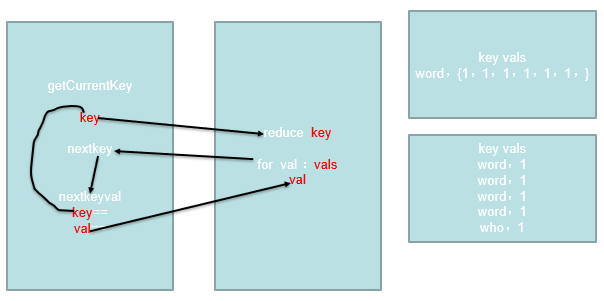 getCurrentKey
key
nextkey
nextkeyval
key==
val
reduce key
for val：vals
val
key vals
word，{1，1，1，1，1，1，}
key vals
word，1
word，1
word，1
word，1
who，1